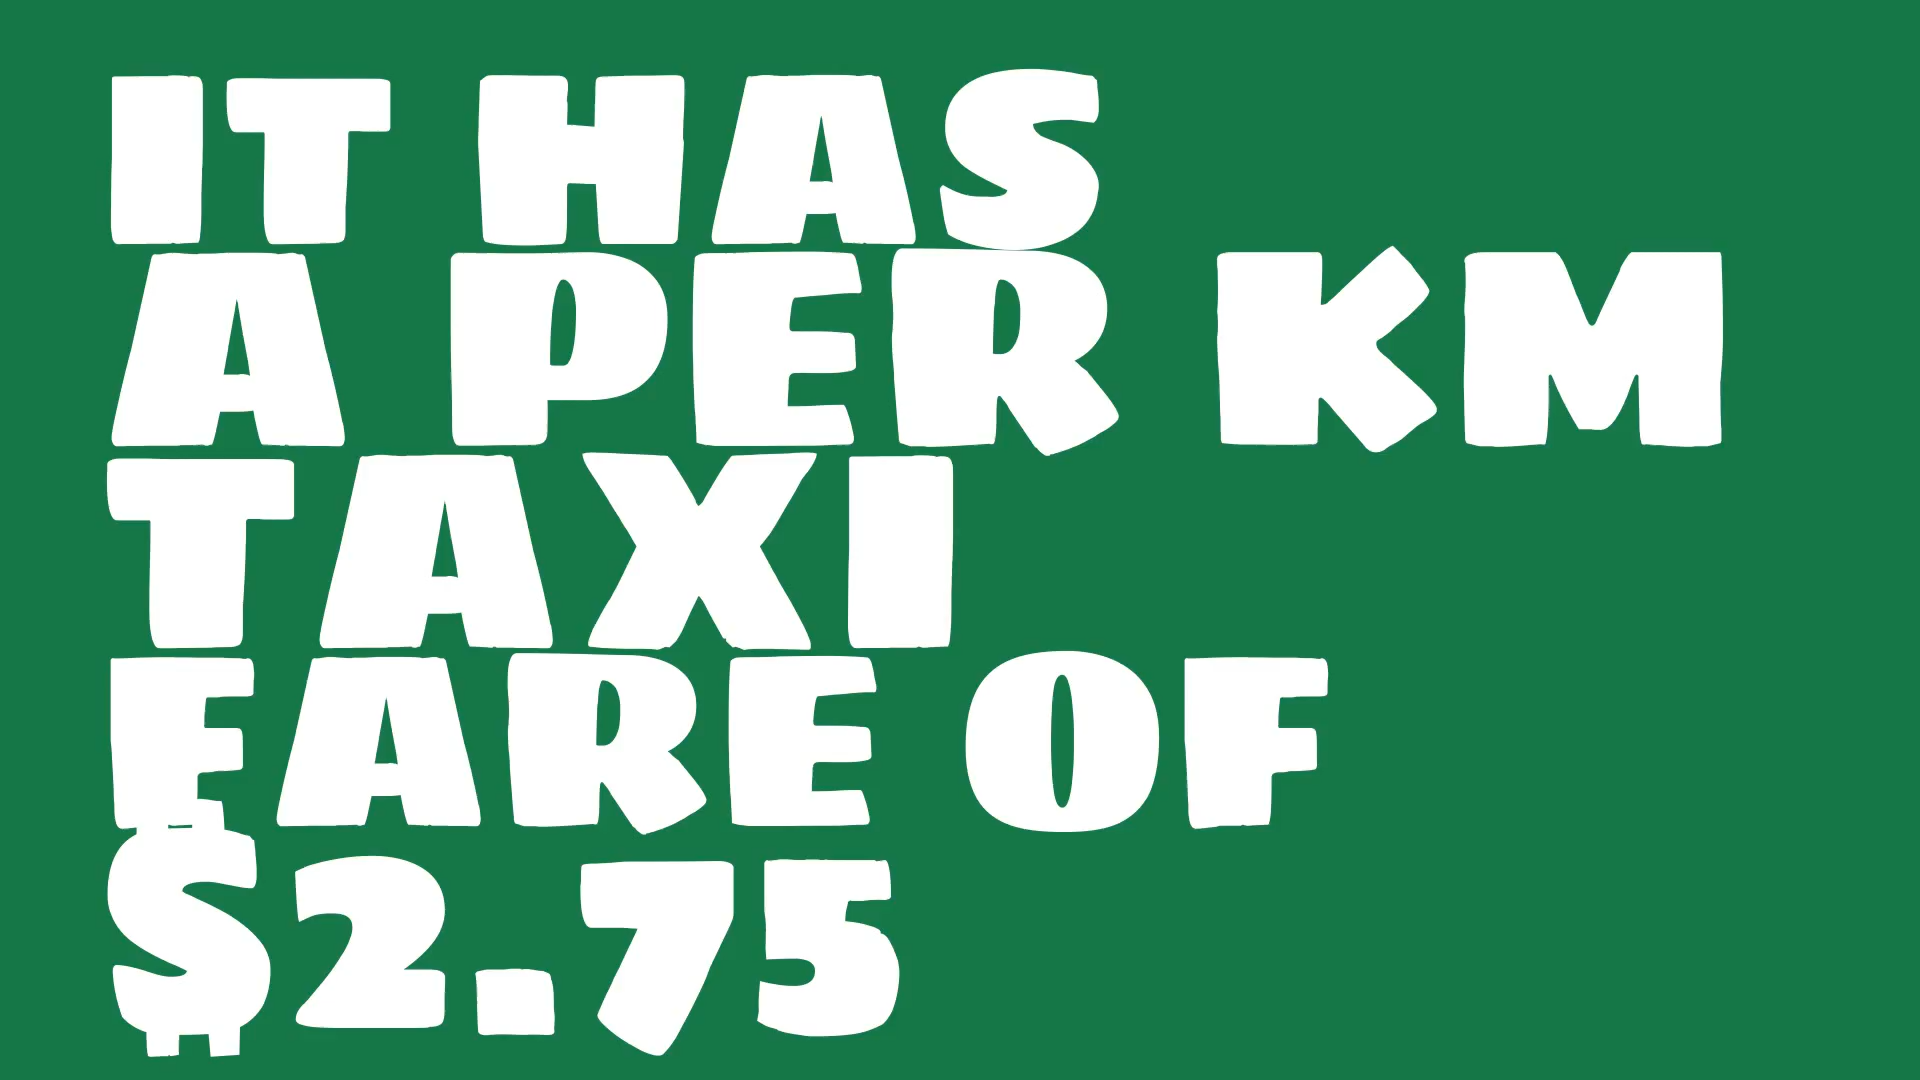 IT HAS
A PER KM
TAXI
FARE OF
$2.75